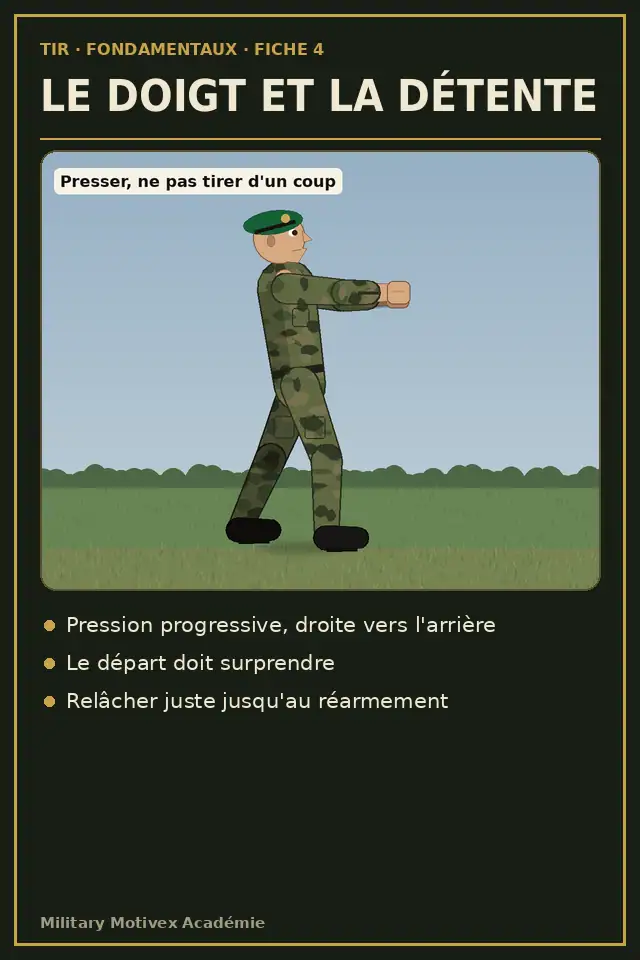 TIR · FONDAMENTAUX · FICHE 4
LE DOIGT ET LA DÉTENTE
Presser, ne pas tirer d'un coup
Pression progressive, droite vers l'arrière
Le départ doit surprendre
Relâcher juste jusqu'au réarmement
Military Motivex Académie